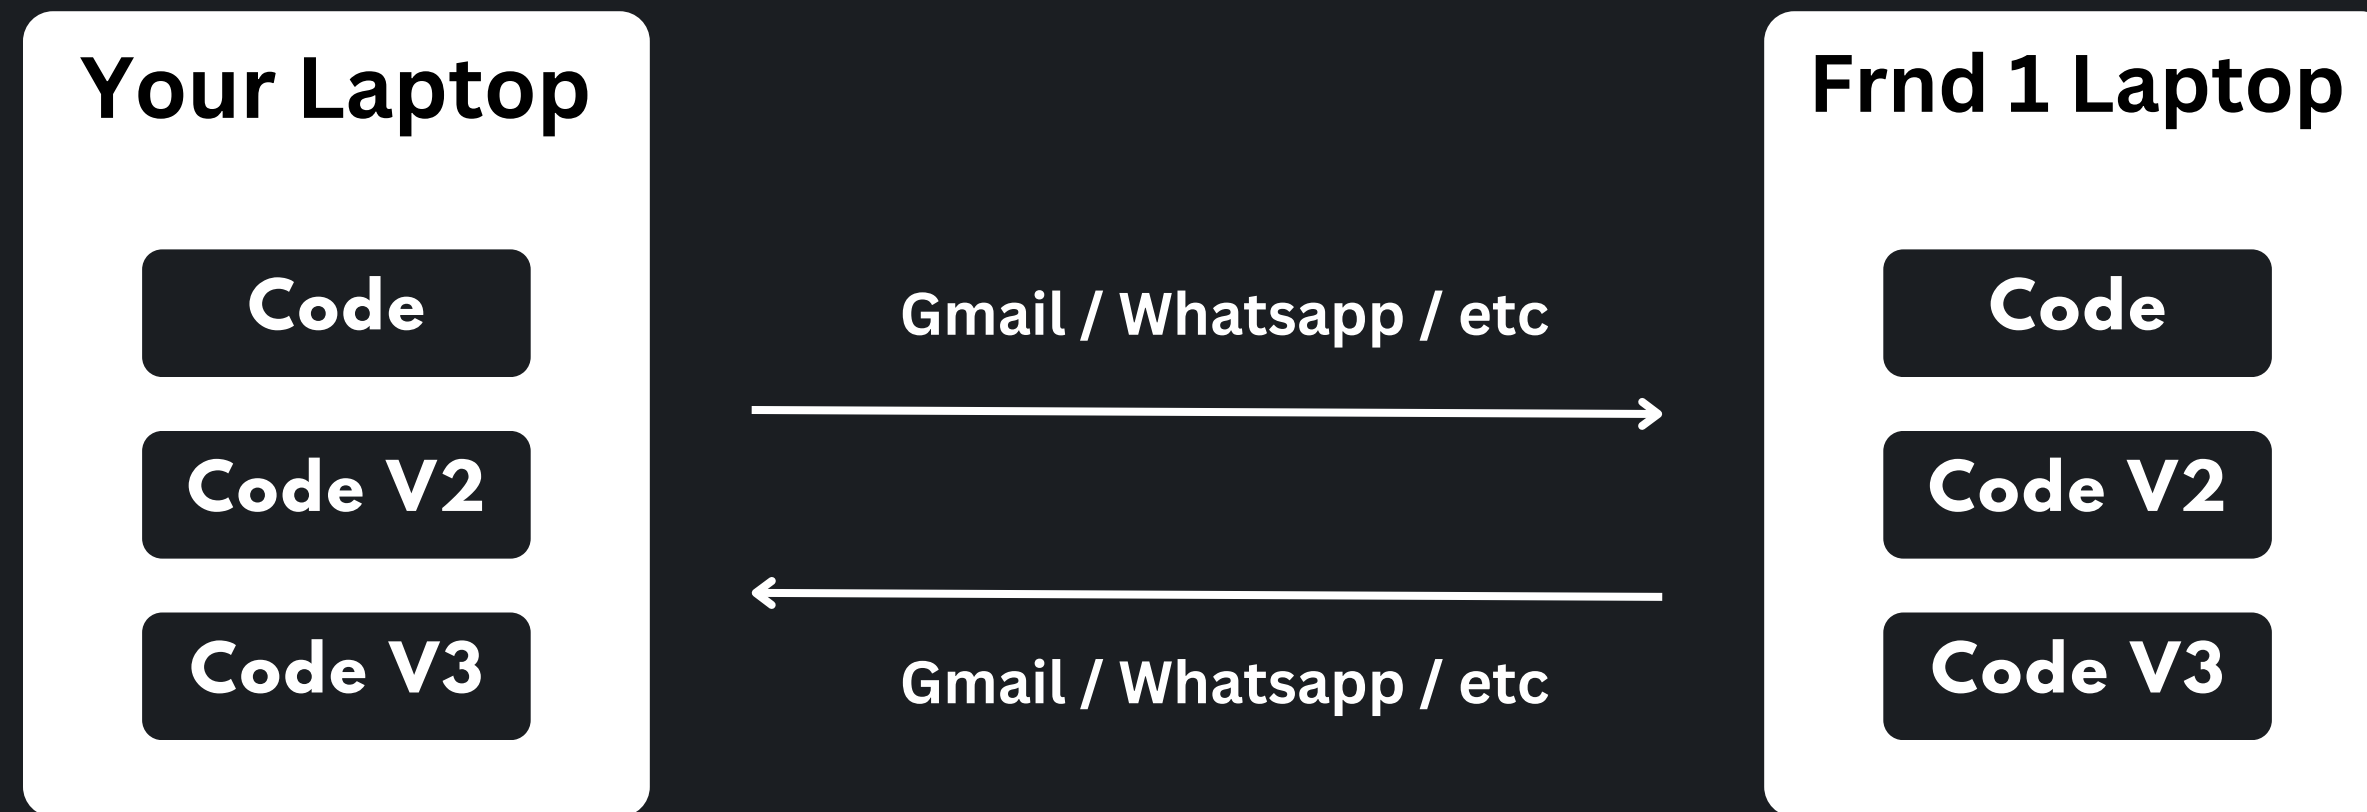 Your Laptop
Code
Code V2
Code V3
Gmail / Whatsapp / etc
Gmail / Whatsapp / etc
Frnd 1 Laptop
Code
Code V2
Code V3